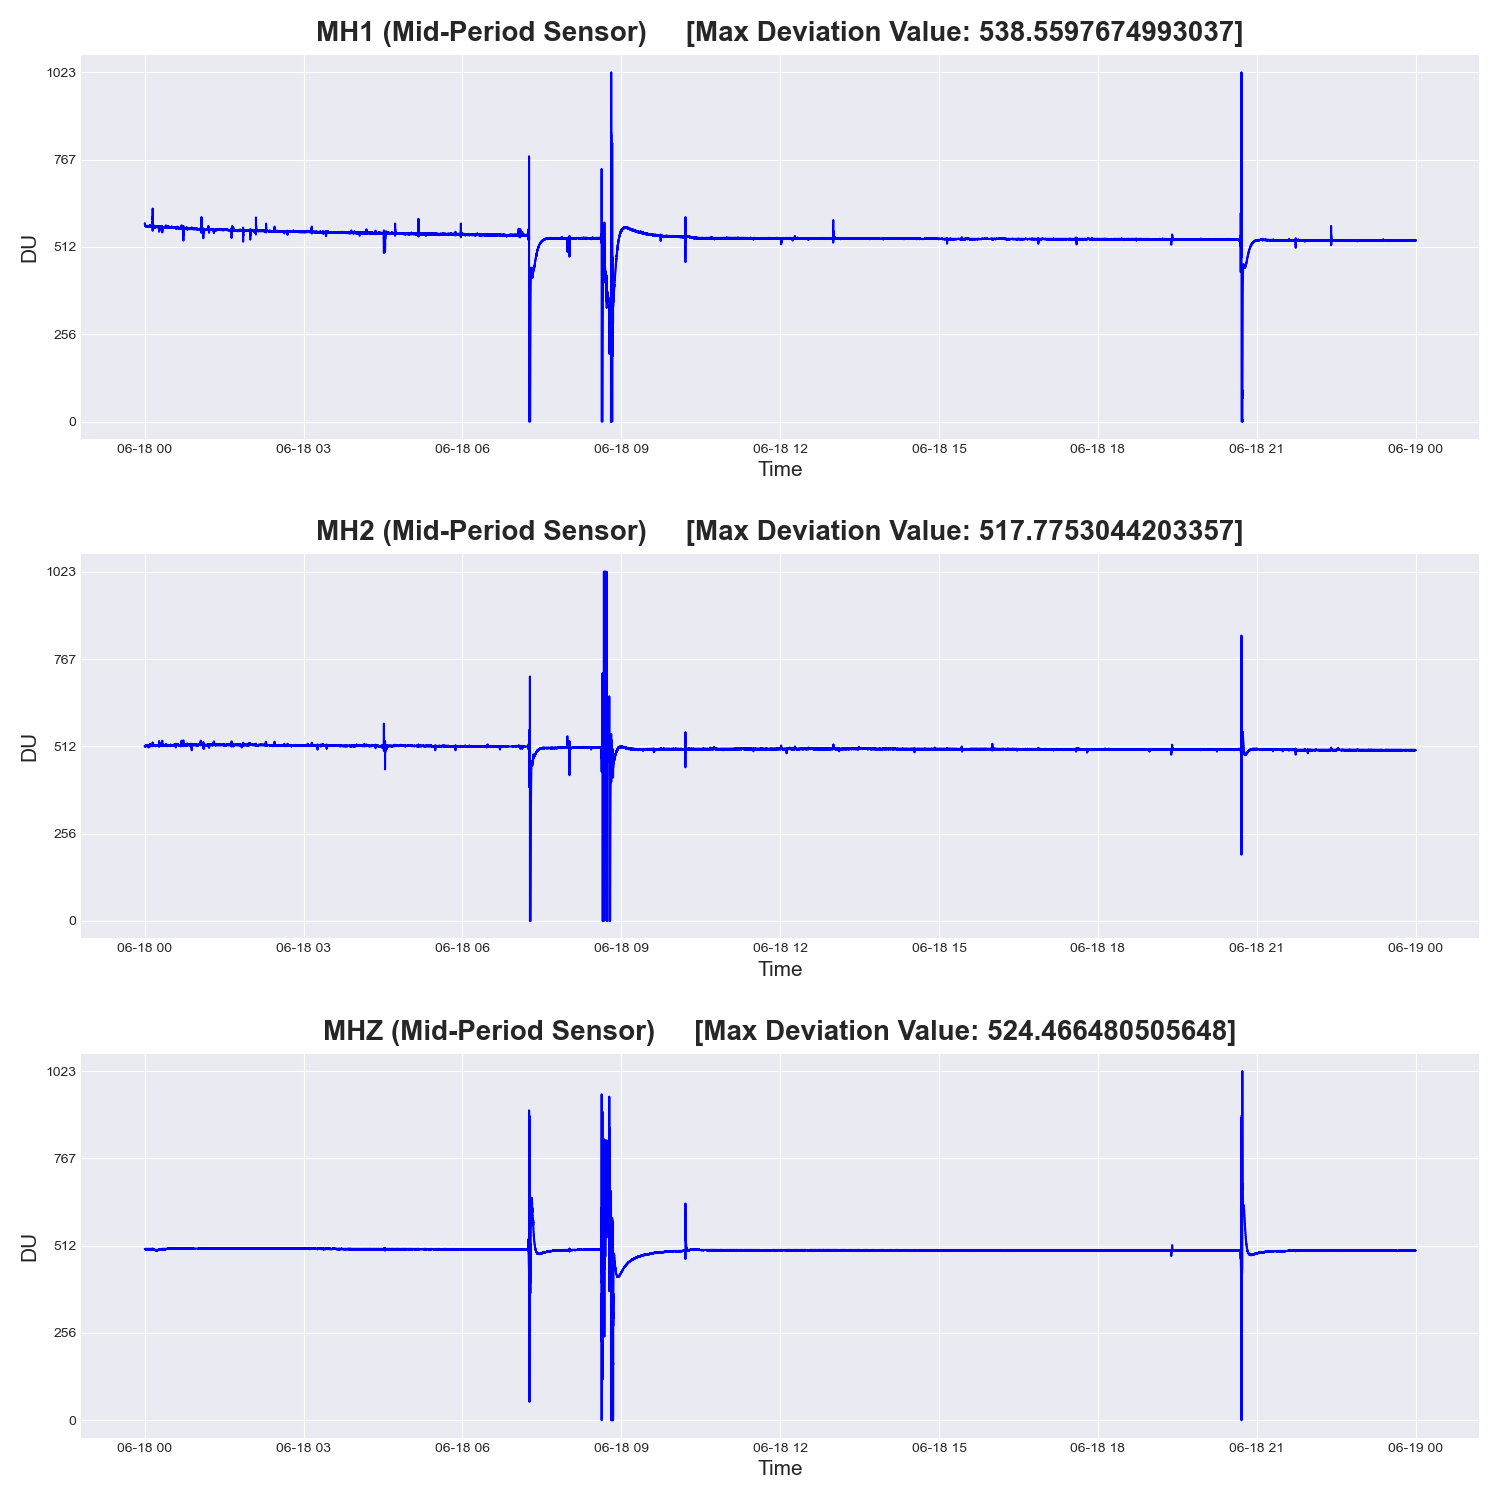 MH1 (Mid-Period Sensor) [Max Deviation Value: 538.5597674993037]
1023
767
512
256
0
DU
06-18 00 06-18 03 06-18 06 06-18 09 06-18 12 06-18 15 06-18 18 06-18 21 06-19 00
Time
MH2 (Mid-Period Sensor) [Max Deviation Value: 517.7753044203357]
1023
767
512
256
0
DU
06-18 00 06-18 03 06-18 06 06-18 09 06-18 12 06-18 15 06-18 18 06-18 21 06-19 00
Time
MHZ (Mid-Period Sensor) [Max Deviation Value: 524.466480505648]
1023
767
512
256
0
DU
06-18 00 06-18 03 06-18 06 06-18 09 06-18 12 06-18 15 06-18 18 06-18 21 06-19 00
Time